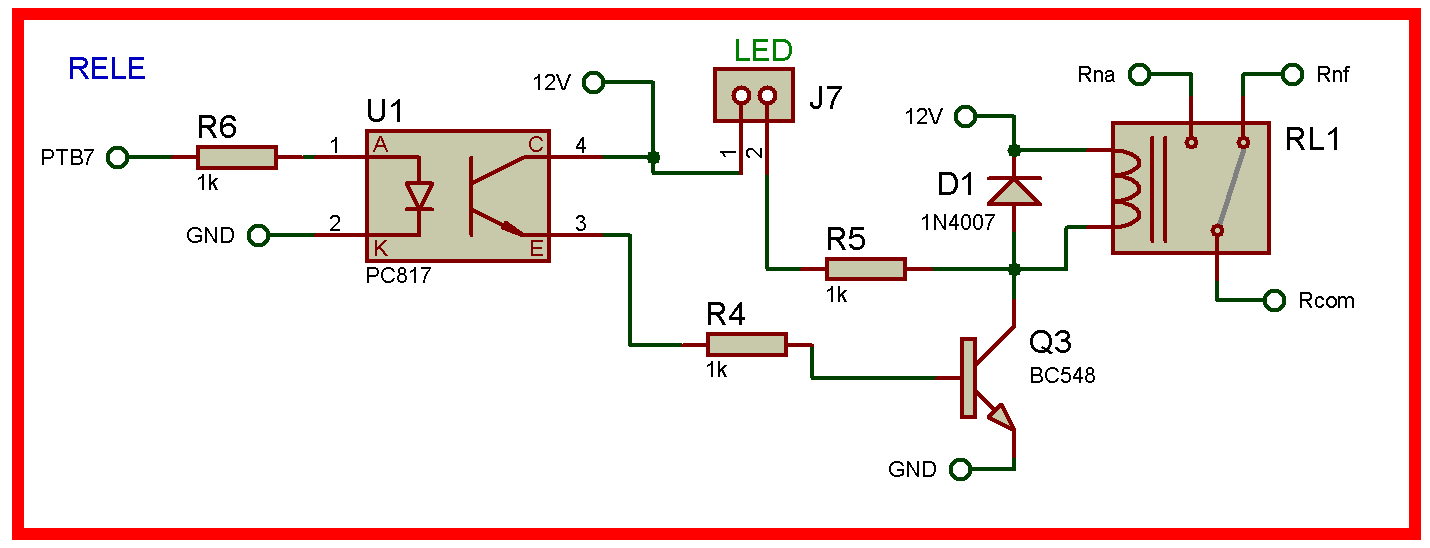 RELE
LED
12V
J7
Rna
Rnf
12V
U1
R6
PTB7
1
A
C
4
1k
1
2
RL1
D1
1N4007
GND
2
K
E
3
PC817
R5
1k
Rcom
R4
1k
Q3
BC548
GND